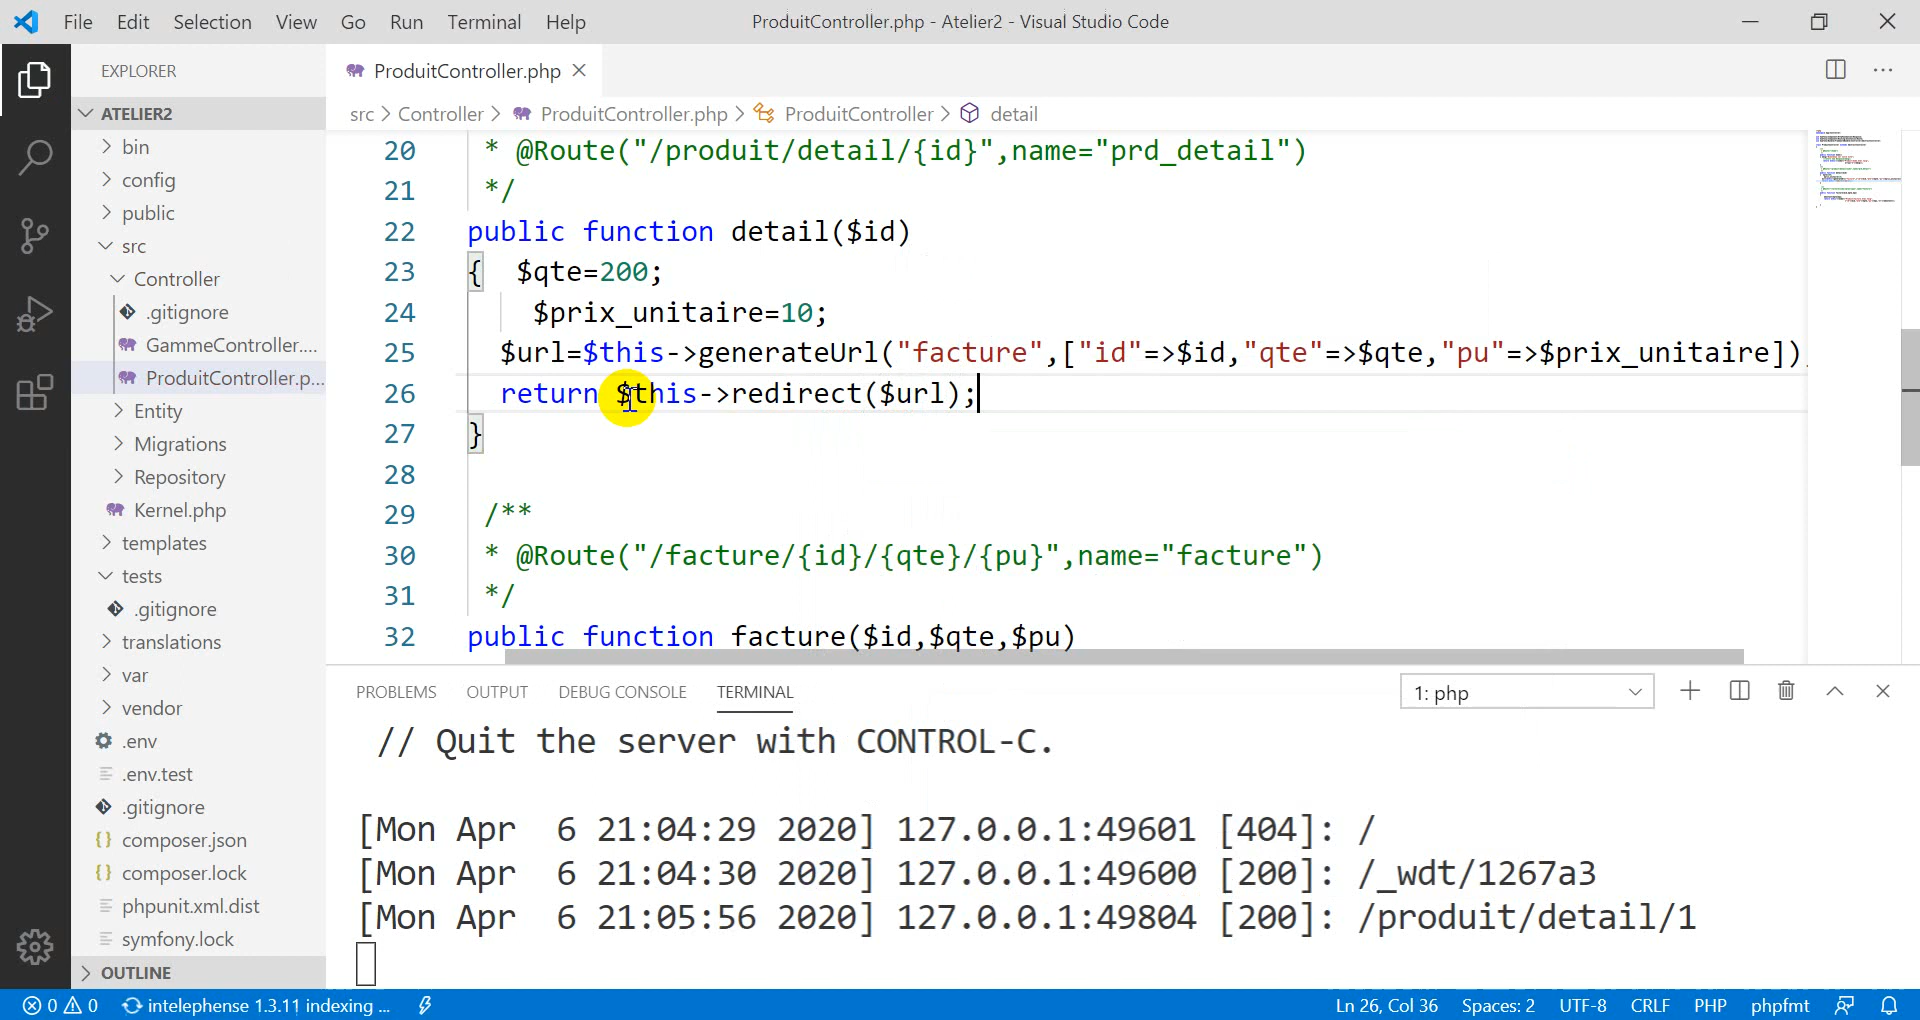 File Edit Selection View Go Run Terminal Help ProduitController.php - Atelier2 - Visual Studio Code
EXPLORER
ATELIER2
bin
config
public
src
Controller
.gitignore
GammeController....
ProduitController.p...
Entity
Migrations
Repository
Kernel.php
templates
tests
.gitignore
translations
var
vendor
.env
.env.test
.gitignore
composer.json
composer.lock
phpunit.xml.dist
symfony.lock
OUTLINE
ProduitController.php
src > Controller > ProduitController.php > ProduitController > detail
20 * @Route("/produit/detail/{id}",name="prd_detail")
21 */
22 public function detail($id)
23 { $qte=200;
24 $prix_unitaire=10;
25 $url=$this->generateUrl("facture",["id"=>$id,"qte"=>$qte,"pu"=>$prix_unitaire])
26 return $this->redirect($url);
27 }
28
29 /**
30 * @Route("/facture/{id}/{qte}/{pu}",name="facture")
31 */
32 public function facture($id,$qte,$pu)
PROBLEMS OUTPUT DEBUG CONSOLE TERMINAL 1: php
// Quit the server with CONTROL-C.
[Mon Apr  6 21:04:29 2020] 127.0.0.1:49601 [404]: /
[Mon Apr  6 21:04:30 2020] 127.0.0.1:49600 [200]: /_wdt/1267a3
[Mon Apr  6 21:05:56 2020] 127.0.0.1:49804 [200]: /produit/detail/1
0 0 intelephense 1.3.11 indexing ... Ln 26, Col 36 Spaces: 2 UTF-8 CRLF PHP phpfmt